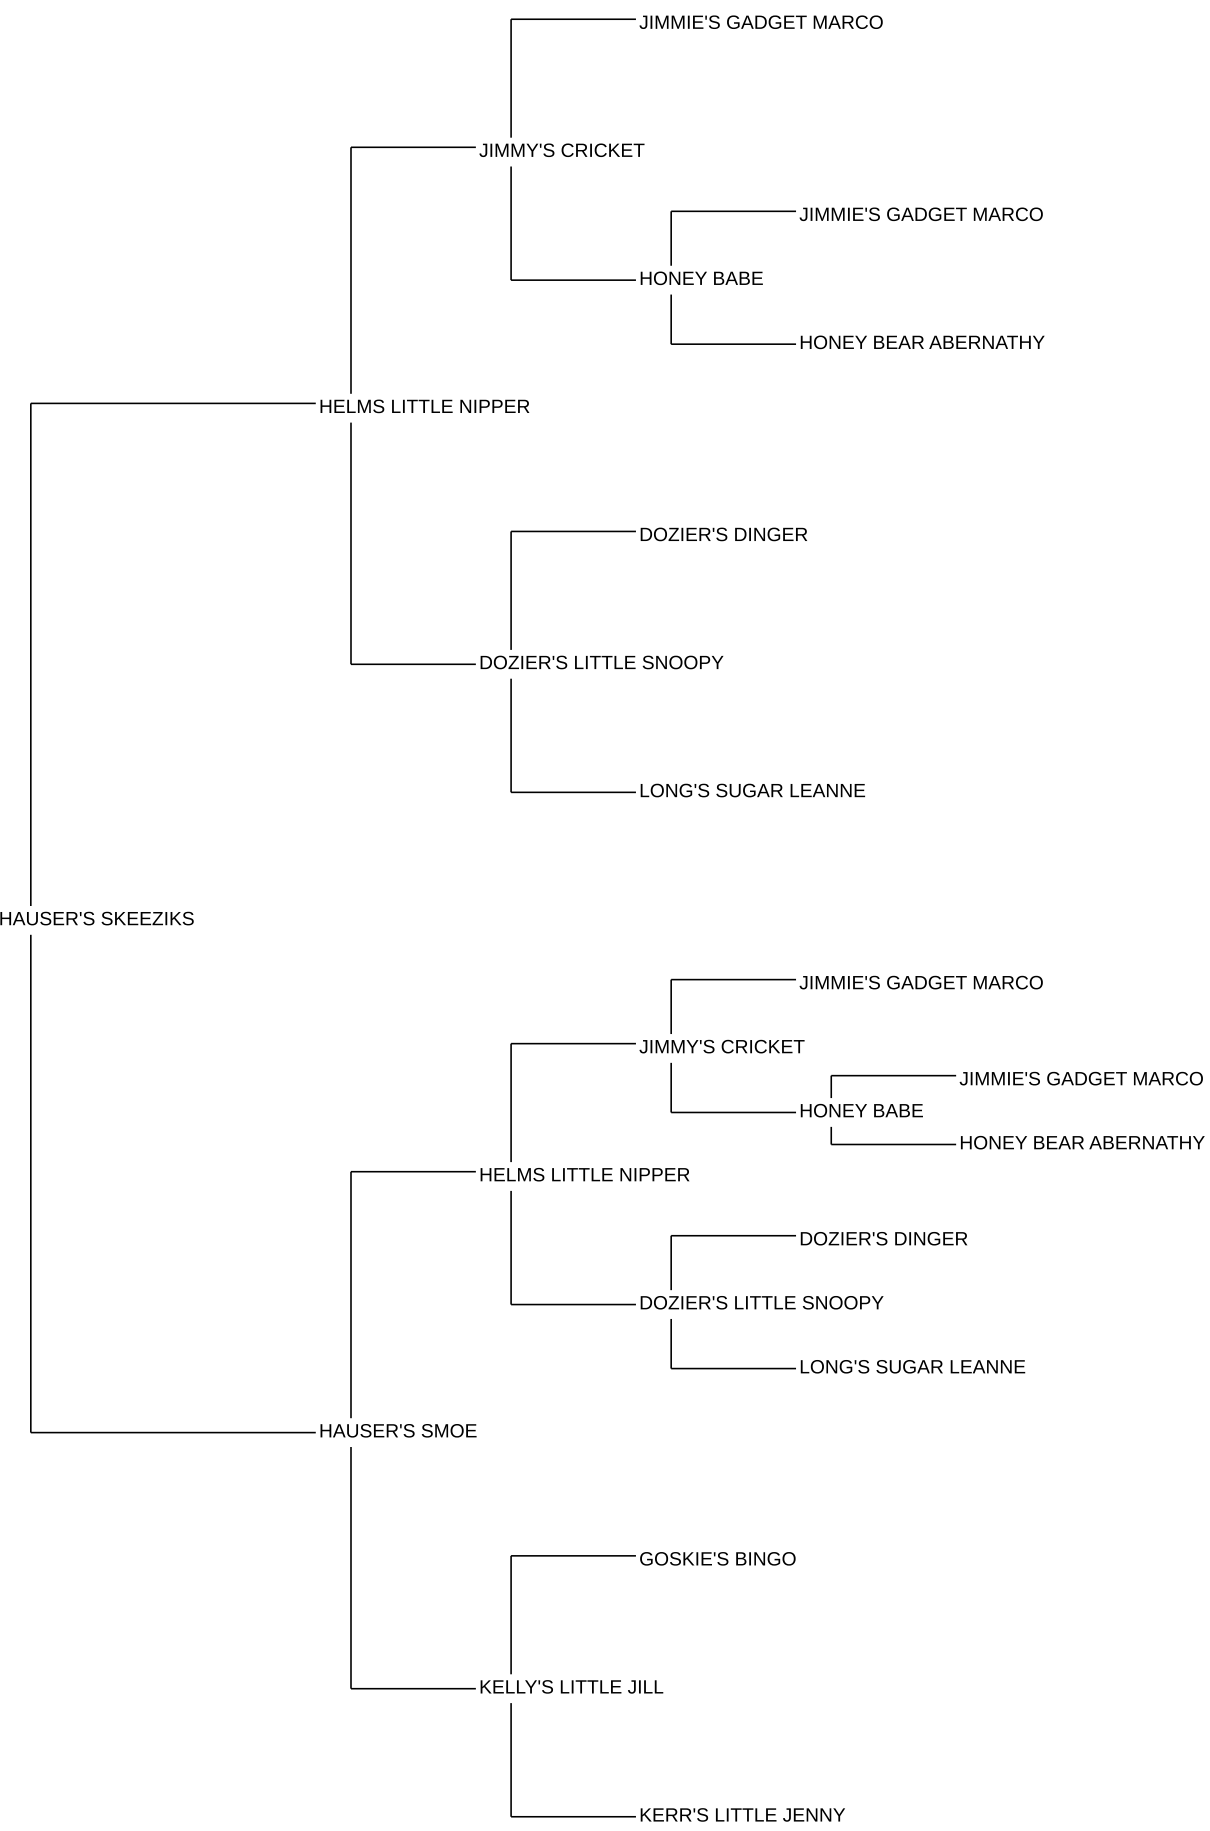 JIMMIE'S GADGET MARCO
JIMMY'S CRICKET
JIMMIE'S GADGET MARCO
HONEY BABE
HONEY BEAR ABERNATHY
HELMS LITTLE NIPPER
DOZIER'S DINGER
DOZIER'S LITTLE SNOOPY
LONG'S SUGAR LEANNE
HAUSER'S SKEEZIKS
JIMMIE'S GADGET MARCO
JIMMY'S CRICKET
JIMMIE'S GADGET MARCO
HONEY BABE
HONEY BEAR ABERNATHY
HELMS LITTLE NIPPER
DOZIER'S DINGER
DOZIER'S LITTLE SNOOPY
LONG'S SUGAR LEANNE
HAUSER'S SMOE
GOSKIE'S BINGO
KELLY'S LITTLE JILL
KERR'S LITTLE JENNY